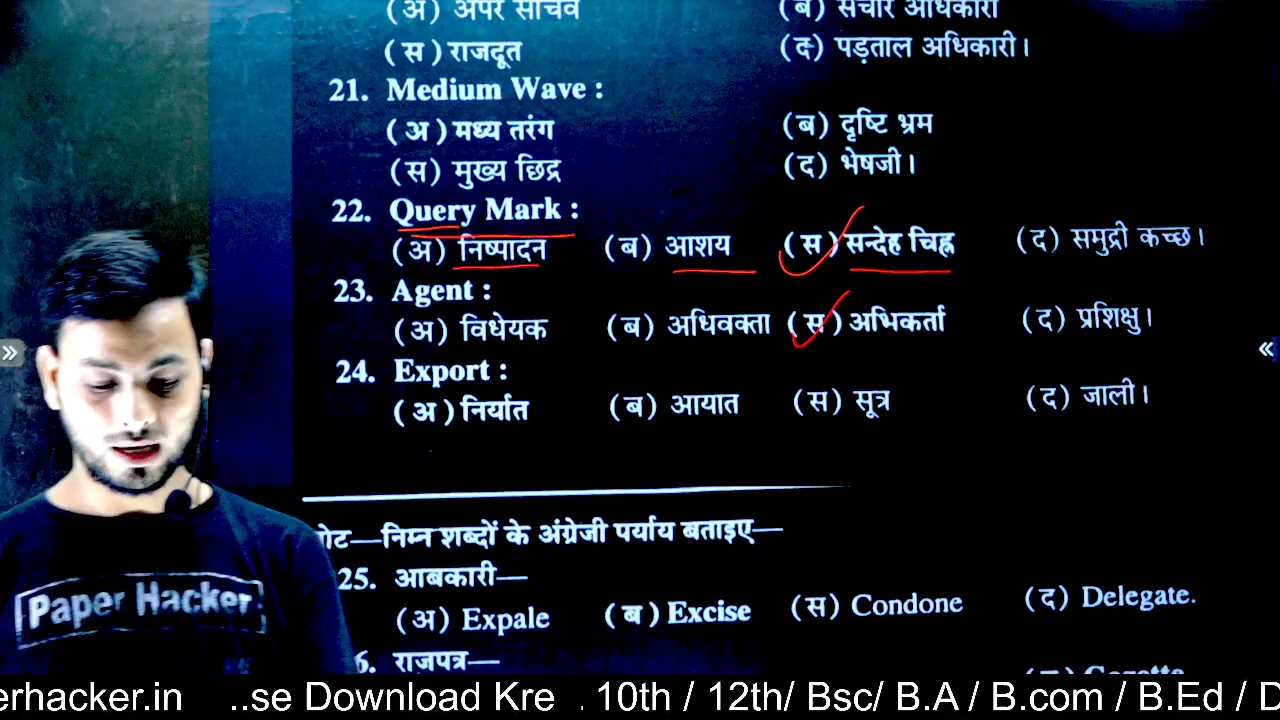 (अ) अपर सचिव (ब) संचार अधिकारी
(स) राजदूत (द) पड़ताल अधिकारी।
21. Medium Wave :
(अ) मध्य तरंग (ब) दृष्टि भ्रम
(स) मुख्य छिद्र (द) भेषजी।
22. Query Mark :
(अ) निष्पादन (ब) आशय (स) सन्देह चिह्न (द) समुद्री कच्छ।
23. Agent :
(अ) विधेयक (ब) अधिवक्ता (स) अभिकर्ता (द) प्रशिक्षु।
24. Export :
(अ) निर्यात (ब) आयात (स) सूत्र (द) जाली।
नोट—निम्न शब्दों के अंग्रेजी पर्याय बताइए—
25. आबकारी—
(अ) Expale (ब) Excise (स) Condone (द) Delegate.
6. राजपत्र—
Paper Hacker
erhacker.in ..se Download Kre . 10th / 12th/ Bsc/ B.A / B.com / B.Ed / D